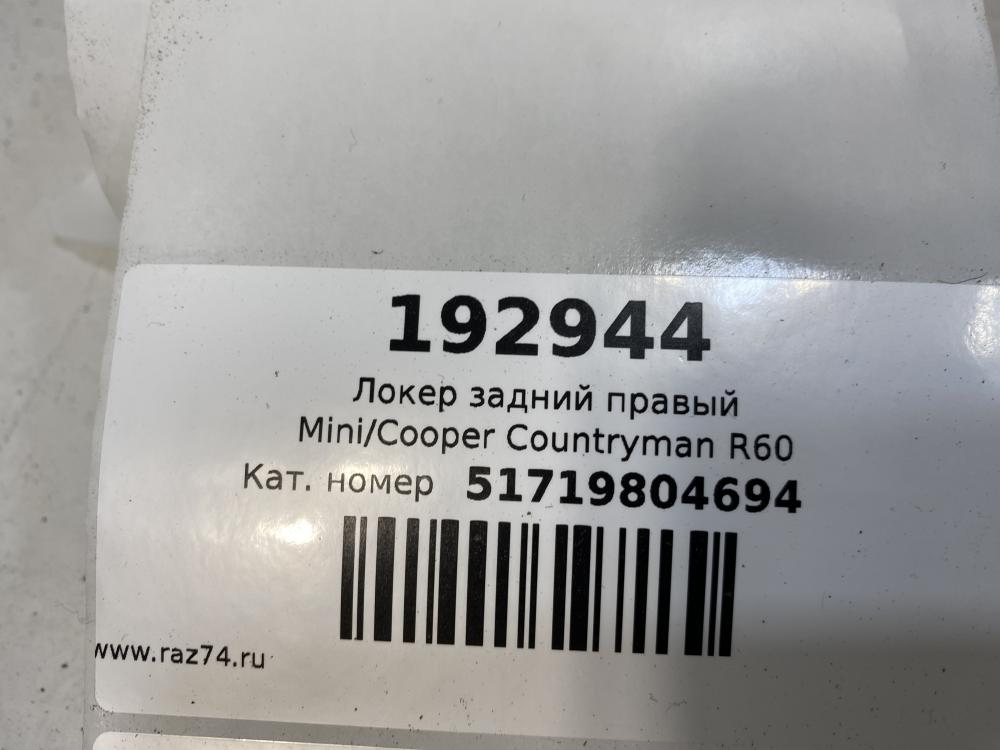 192944
Локер задний правый
Mini/Cooper Countryman R60
Кат. номер 51719804694
www.raz74.ru